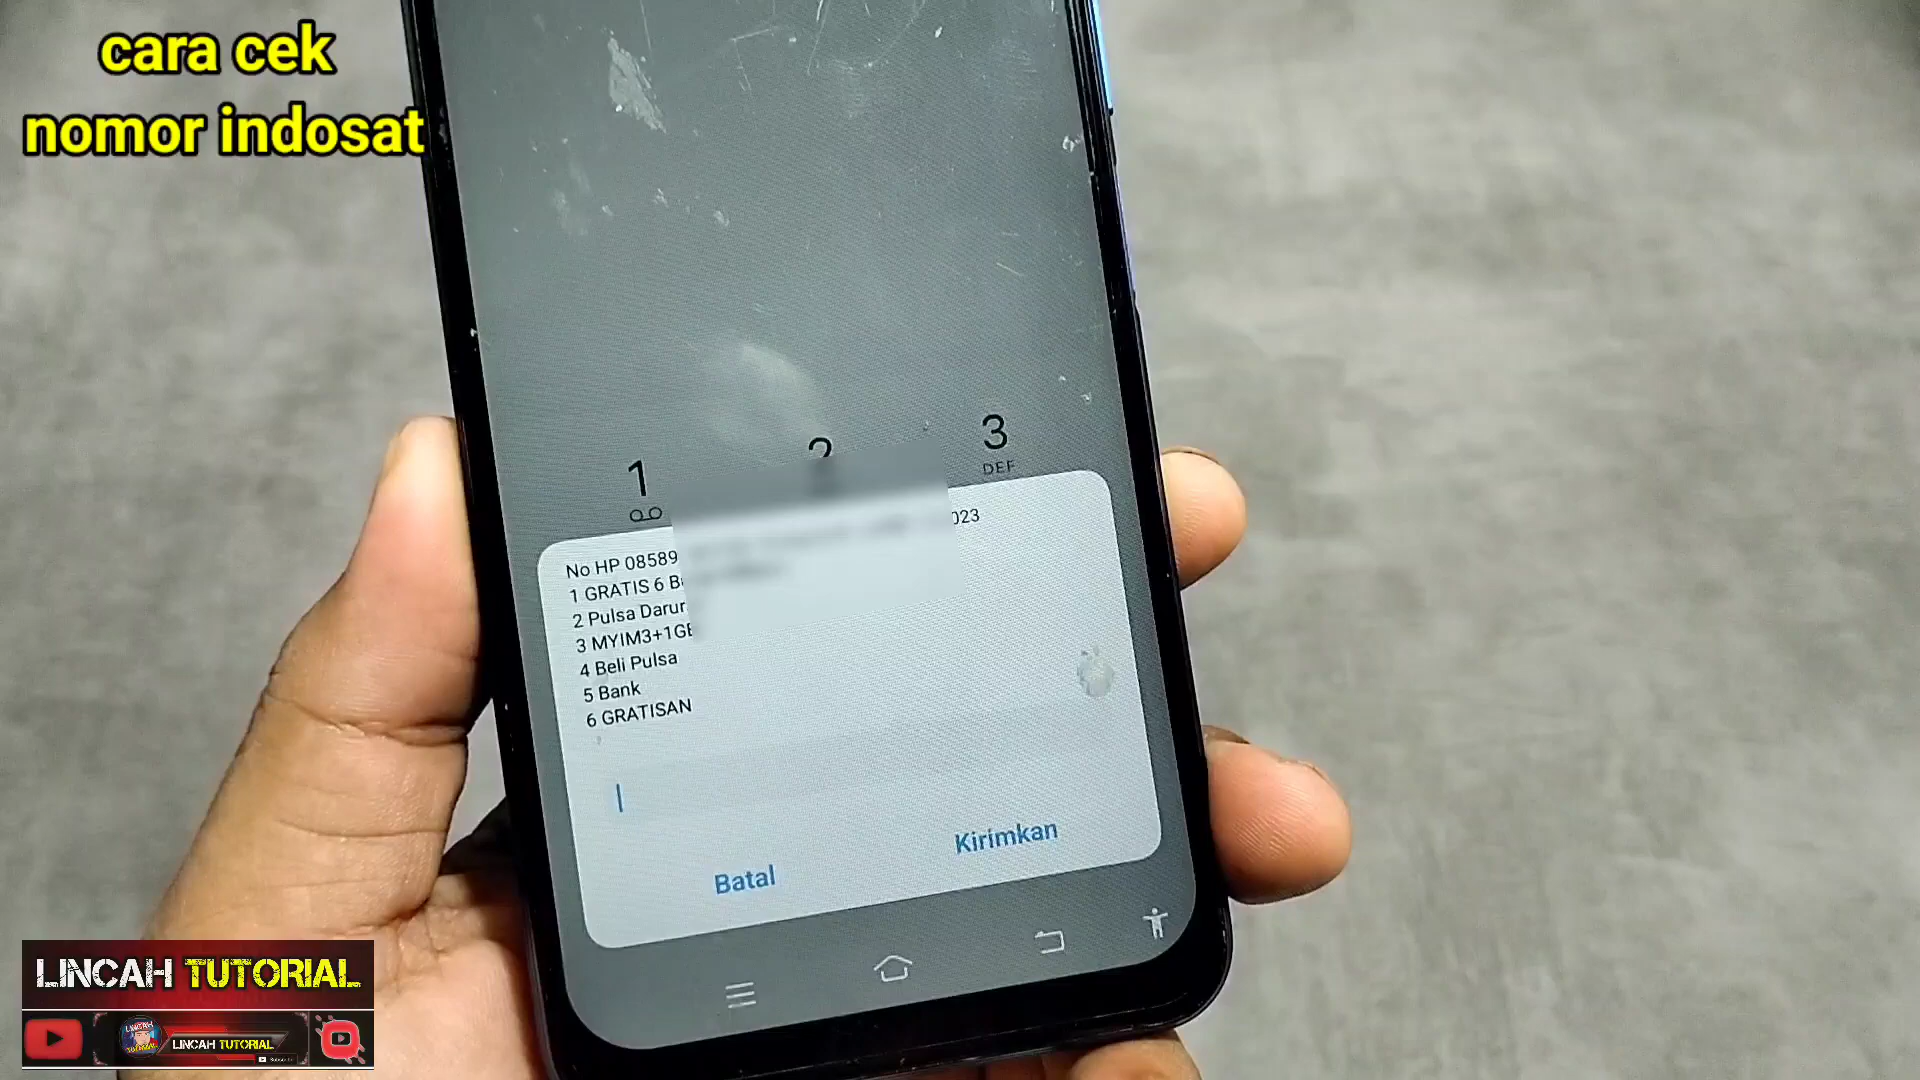 cara cek
nomor indosat
1
2
3
DEF
No HP 08589
023
1 GRATIS 6
2 Pulsa
3 MYIM3+1GB
4 Beli Pulsa
5 Bank
6 GRATISAN
Kirimkan
Batal
LINCAH TUTORIAL
LINCAH TUTORIAL